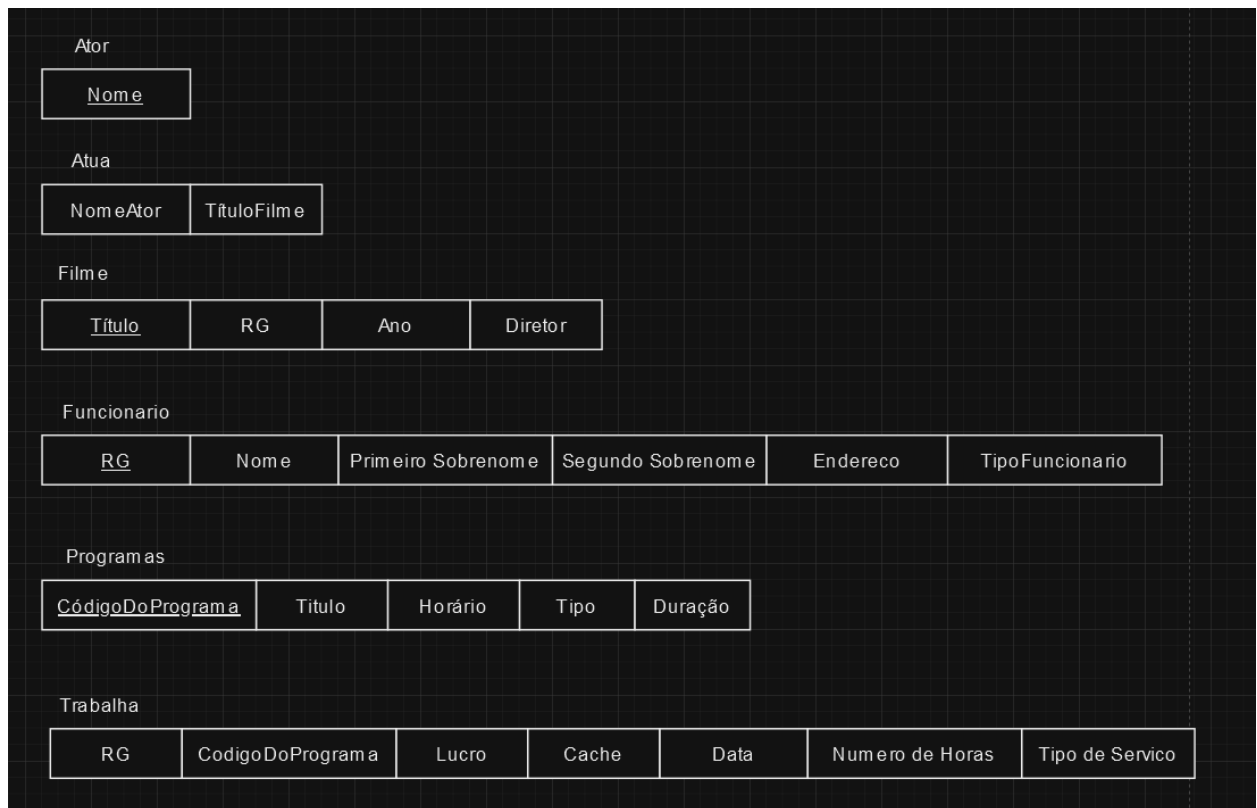 Ator
Nome
Atua
NomeAtor TítuloFilme
Filme
Título RG Ano Diretor
Funcionario
RG Nome Primeiro Sobrenome Segundo Sobrenome Endereco TipoFuncionario
Programas
CódigoDoPrograma Titulo Horário Tipo Duração
Trabalha
RG CodigoDoPrograma Lucro Cache Data Numero de Horas Tipo de Servico